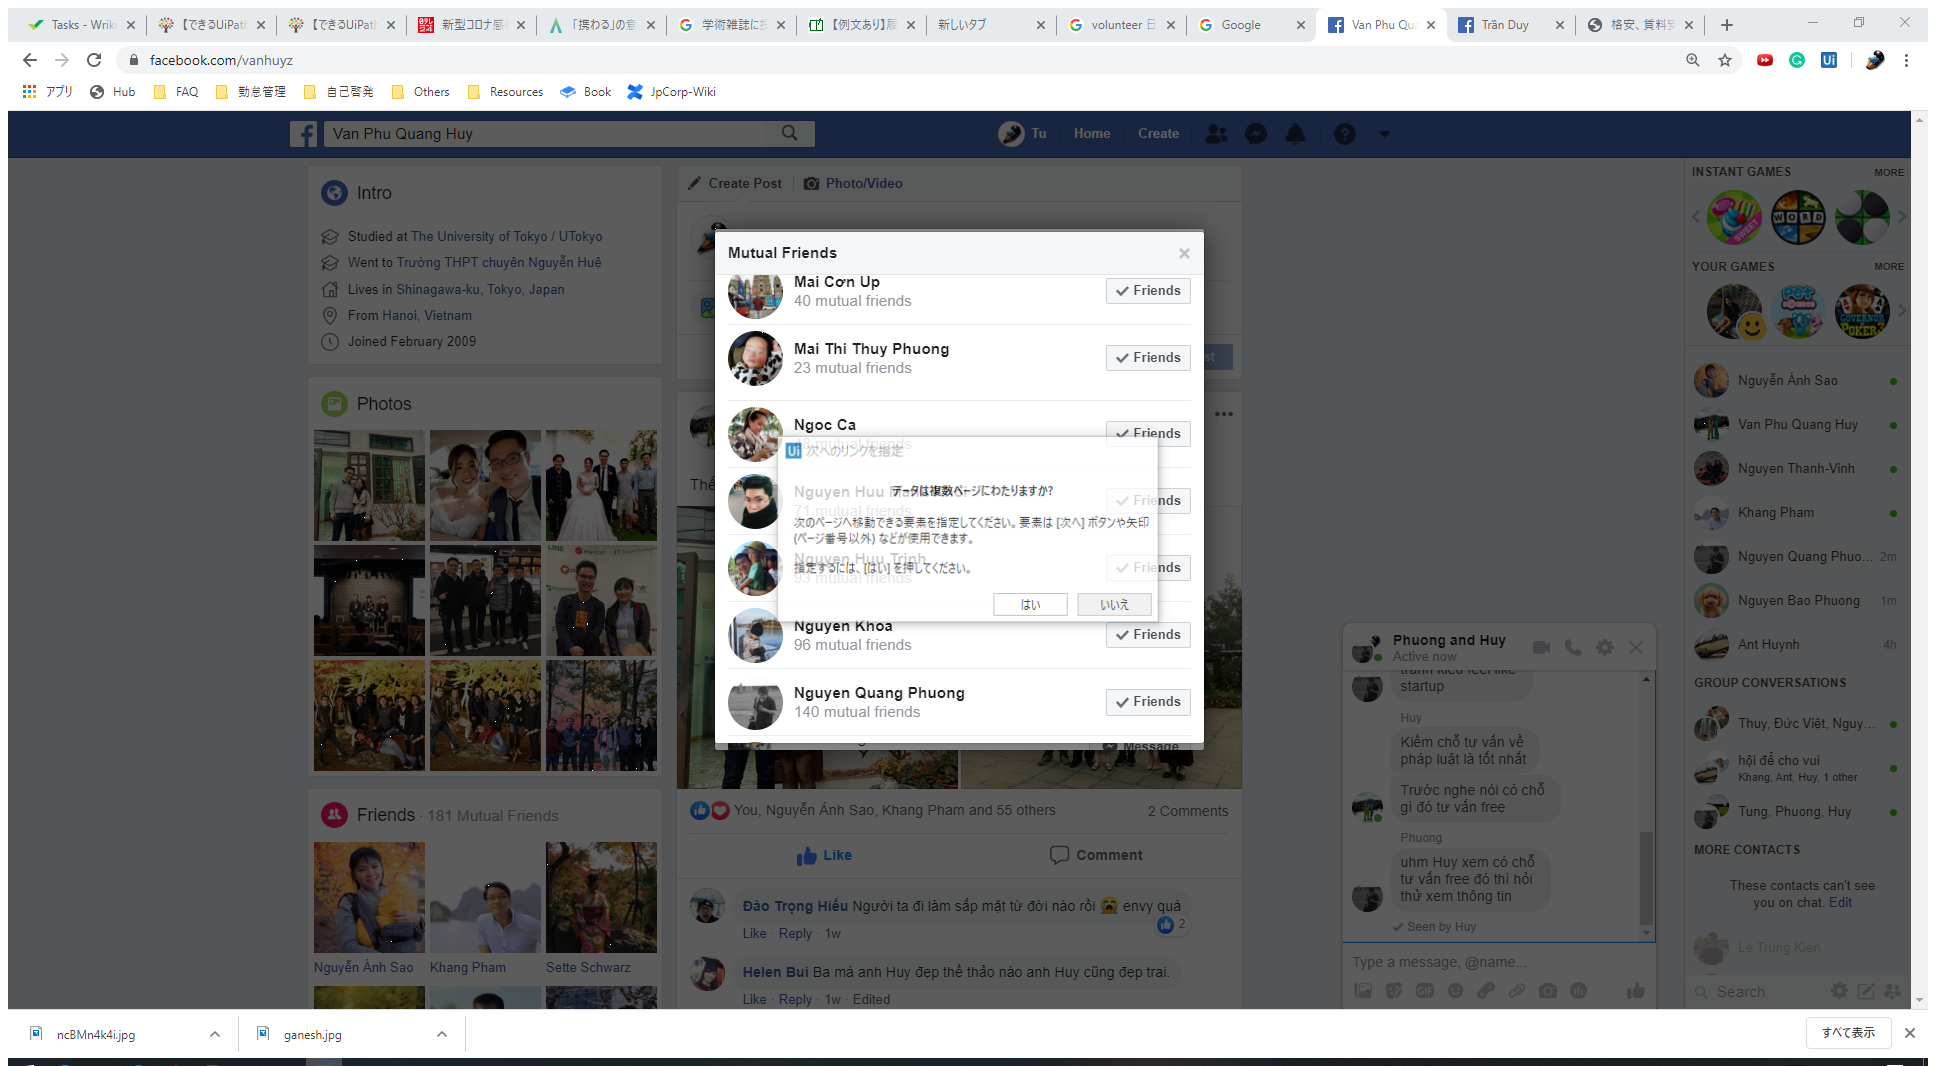 Tasks - Wrike
【できるUiPath
【できるUiPath
新型コロナ感
「携わる」の意
学術雑誌に投
【例文あり】履
新しいタブ
volunteer 日
Google
Van Phu Qua
Trần Duy
格安、賃料安
facebook.com/vanhuyz
アプリ
Hub
FAQ
勤怠管理
自己啓発
Others
Resources
Book
JpCorp-Wiki
Van Phu Quang Huy
Tu
Home
Create
Intro
Studied at The University of Tokyo / UTokyo
Went to Trường THPT chuyên Nguyễn Huệ
Lives in Shinagawa-ku, Tokyo, Japan
From Hanoi, Vietnam
Joined February 2009
Photos
Friends · 181 Mutual Friends
Nguyễn Ánh Sao
Khang Pham
Sette Schwarz
Create Post
Photo/Video
Mutual Friends
Mai Cơn Up
40 mutual friends
Friends
Mai Thi Thuy Phuong
23 mutual friends
Friends
Ngoc Ca
mutual friends
Friends
Nguyen Huu
71 mutual friends
Friends
Nguyen Huu Trinh
93 mutual friends
Friends
Nguyen Khoa
96 mutual friends
Friends
Nguyen Quang Phuong
140 mutual friends
Friends
Message
Ui 次へのリンクを指定
データは複数ページにわたりますか?
次のページへ移動できる要素を指定してください。要素は [次へ] ボタンや矢印
(ページ番号以外) などが使用できます。
指定するには、[はい] を押してください。
はい
いいえ
You, Nguyễn Ánh Sao, Khang Pham and 55 others
2 Comments
Like
Comment
Đào Trọng Hiếu Người ta đi làm sấp mặt từ đời nào rồi envy quá
2
Like · Reply · 1w
Helen Bui Ba má anh Huy đẹp thế thảo nào anh Huy cũng đẹp trai.
Like · Reply · 1w · Edited
Phuong and Huy
Active now
tránh kiểu feel like
startup
Huy
Kiếm chỗ tư vấn về
pháp luật là tốt nhất
Trước nghe nói có chỗ
gì đó tư vấn free
Phuong
uhm Huy xem có chỗ
tư vấn free đó thì hỏi
thử xem thông tin
Seen by Huy
Type a message, @name...
INSTANT GAMES
MORE
SWEET
WORD
YOUR GAMES
MORE
PET
GOVERNOR
POKER 3
Nguyễn Ánh Sao
Van Phu Quang Huy
Nguyen Thanh-Vinh
Khang Pham
Nguyen Quang Phuo... 2m
Nguyen Bao Phuong 1m
Ant Huynh 4h
GROUP CONVERSATIONS
Thuy, Đức Việt, Nguy...
hội để cho vui
Khang, Ant, Huy, 1 other
Tung, Phuong, Huy
MORE CONTACTS
These contacts can't see
you on chat. Edit
Le Trung Kien
Search
ncBMn4k4i.jpg
ganesh.jpg
すべて表示